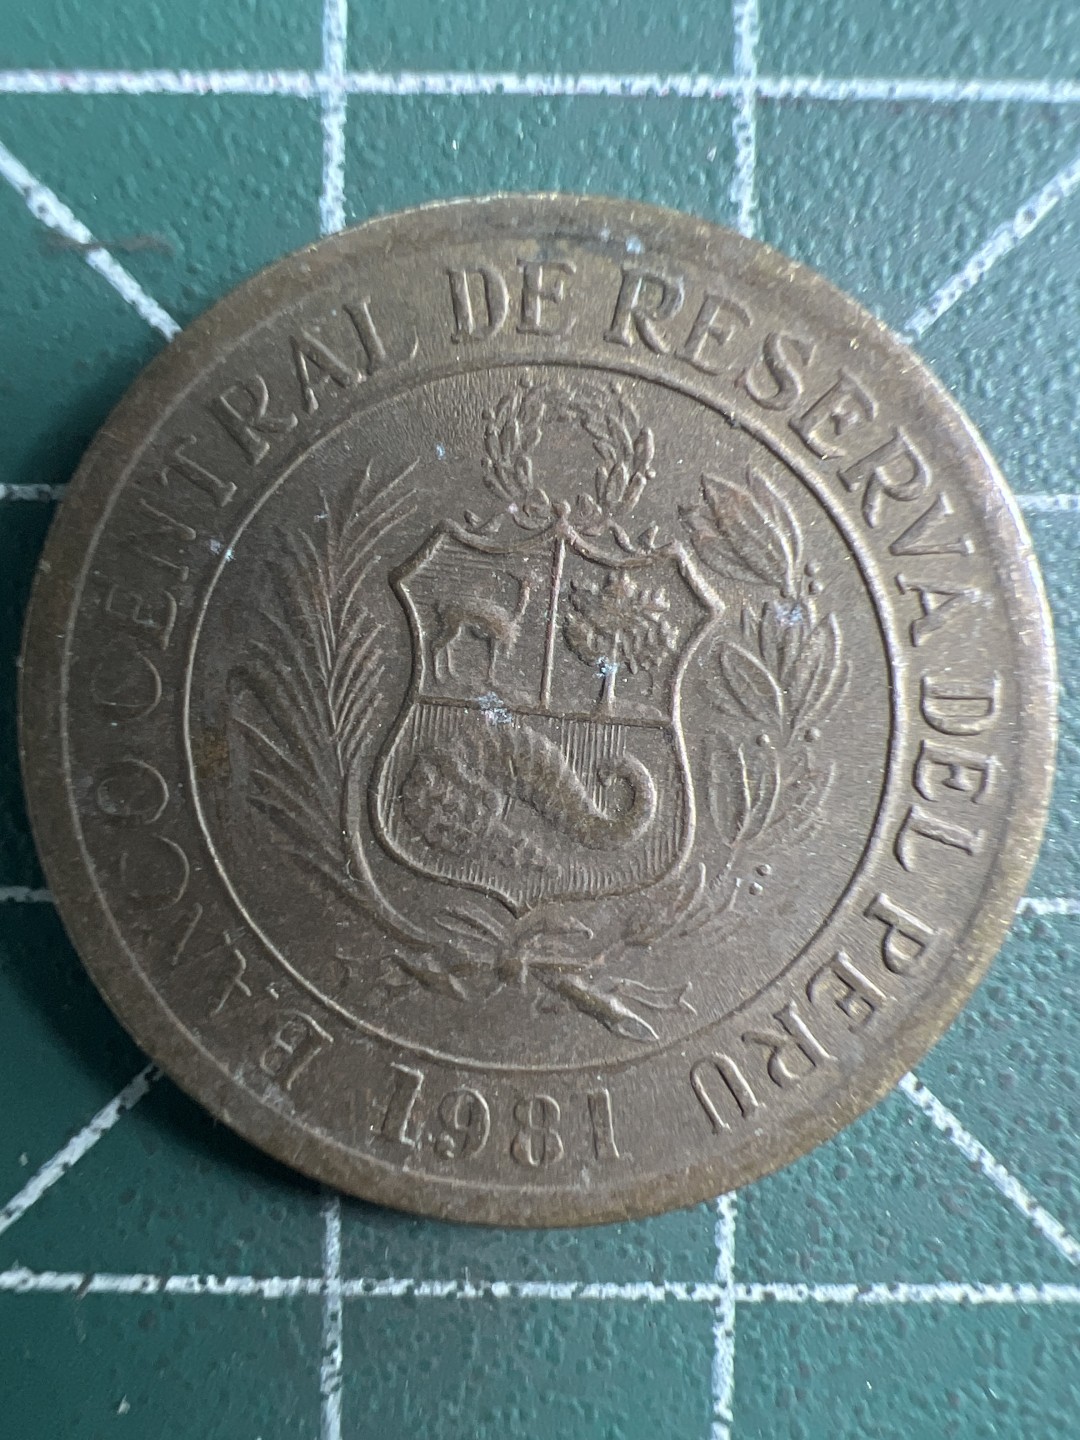 BANCO CENTRAL DE RESERVA DEL PERU
1981